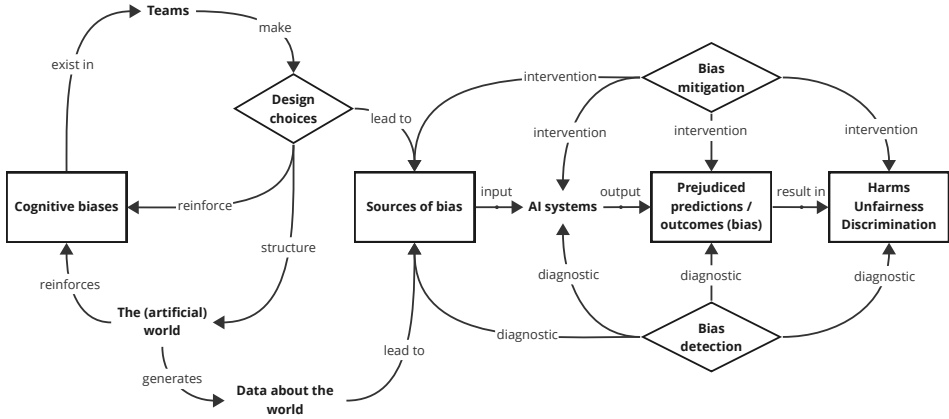 Teams
make
exist in
Design
choices
lead to
Cognitive biases
reinforce
structure
reinforces
The (artificial)
world
generates
Data about the
world
lead to
Sources of bias
input
AI systems
output
Prejudiced
predictions /
outcomes (bias)
result in
Harms
Unfairness
Discrimination
Bias
mitigation
intervention
intervention
intervention
intervention
diagnostic
diagnostic
diagnostic
diagnostic
Bias
detection